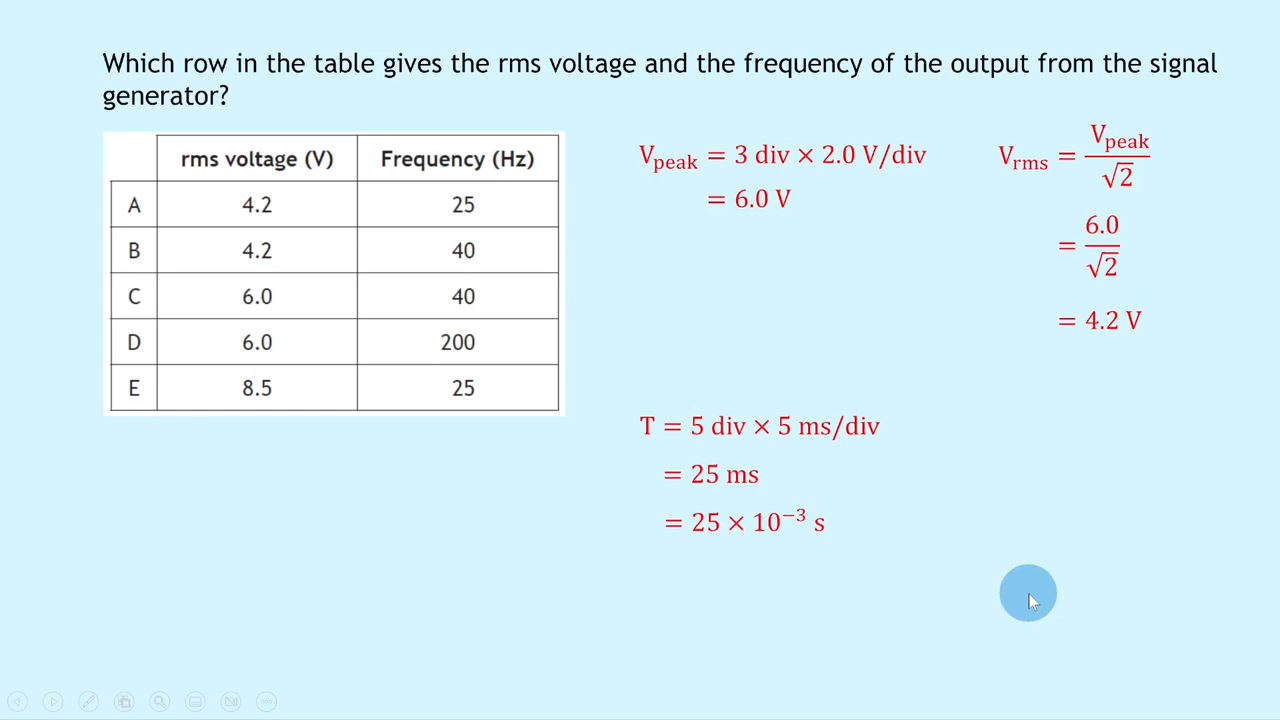 Which row in the table gives the rms voltage and the frequency of the output from the signal
generator?
rms voltage (V) Frequency (Hz)
A 4.2 25
B 4.2 40
C 6.0 40
D 6.0 200
E 8.5 25
V_peak = 3 div × 2.0 V/div
= 6.0 V
V_rms = V_peak / √2
= 6.0 / √2
= 4.2 V
T = 5 div × 5 ms/div
= 25 ms
= 25 × 10⁻³ s